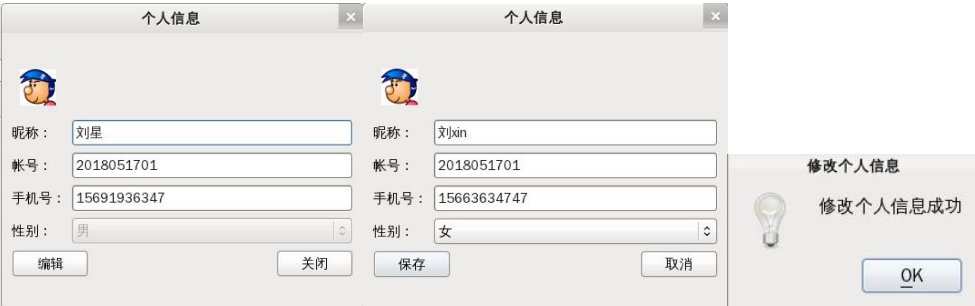 个人信息
昵称：刘星
帐号：2018051701
手机号：15691936347
性别：男
编辑 关闭
个人信息
昵称：刘xin
帐号：2018051701
手机号：15663634747
性别：女
保存 取消
修改个人信息
修改个人信息成功
OK